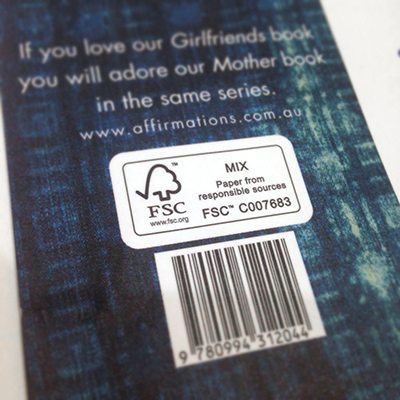 If you love our Girlfriends book
you will adore our Mother book
in the same series.
www.affirmations.com.au
FSC
www.fsc.org
™
MIX
Paper from
responsible sources
FSC™ C007683
9 780994 312044